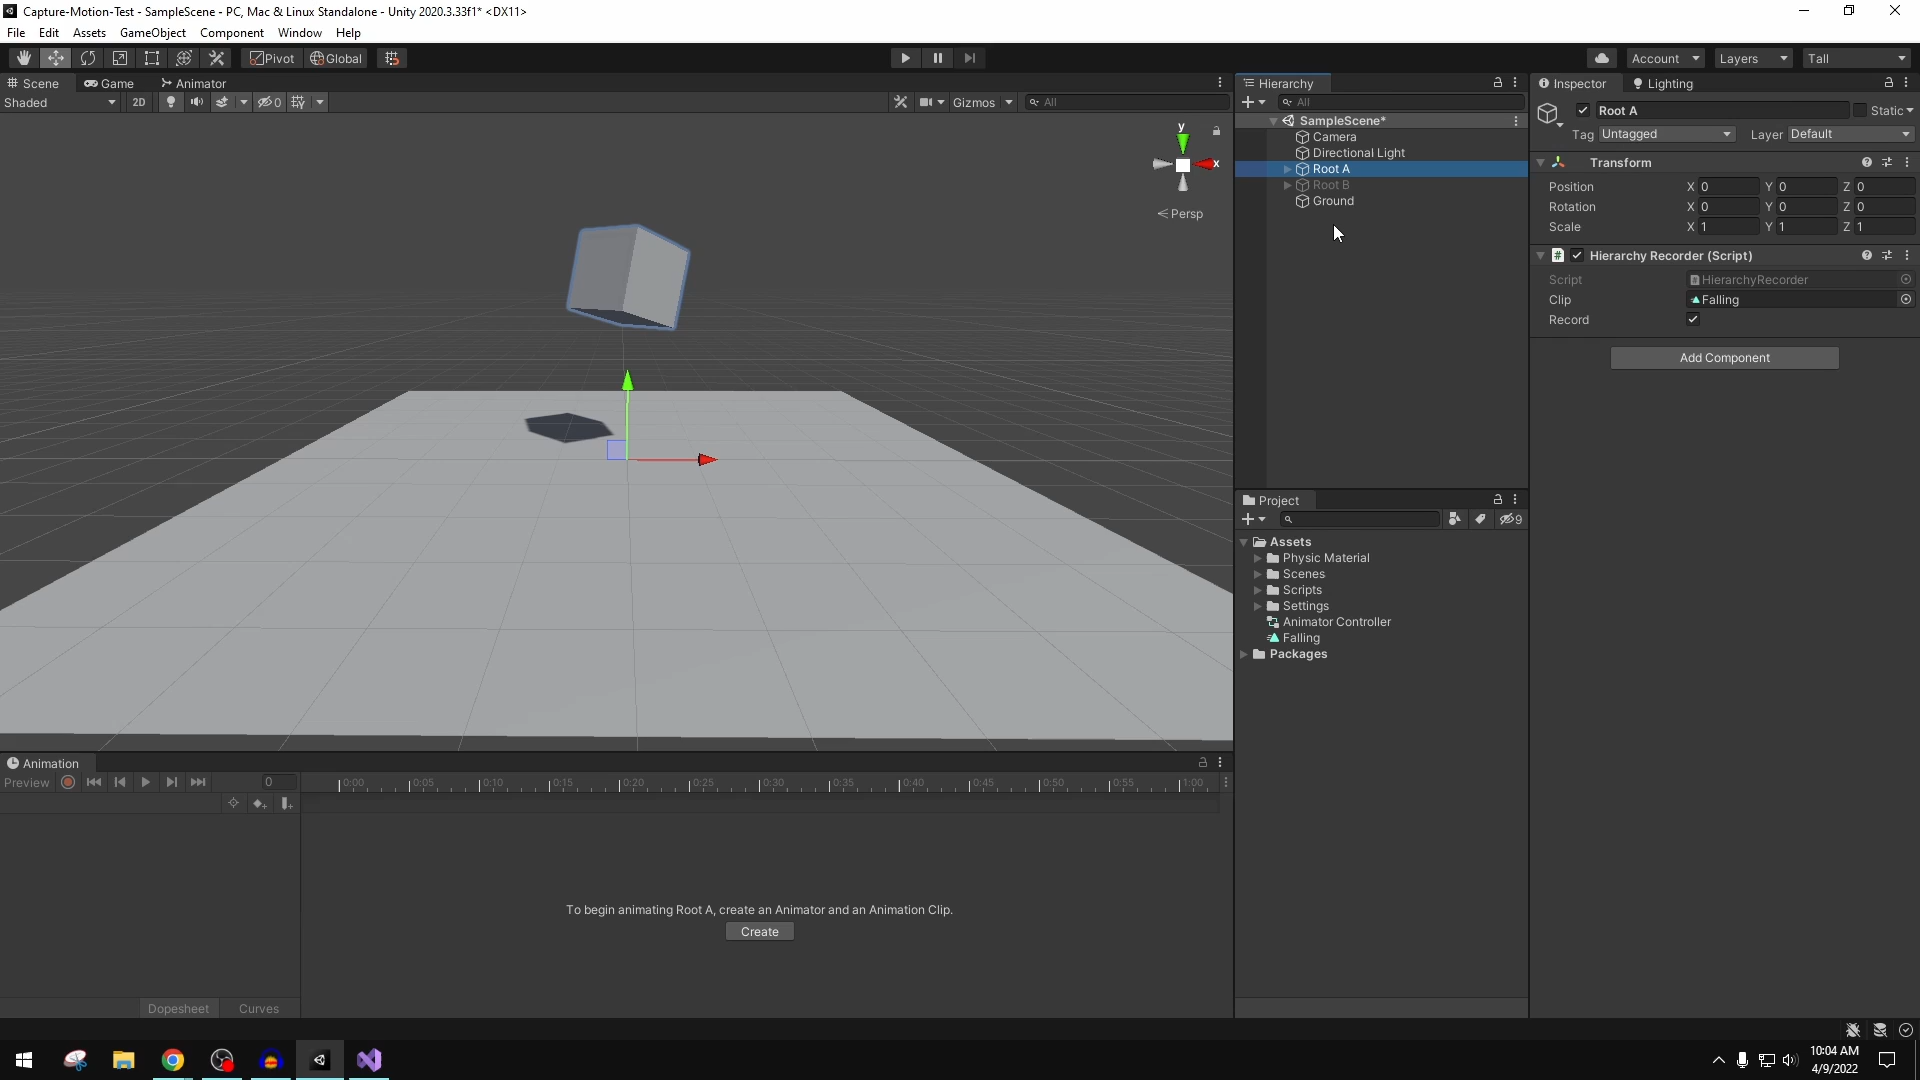 Capture-Motion-Test - SampleScene - PC, Mac & Linux Standalone - Unity 2020.3.33f1* <DX11>
File Edit Assets GameObject Component Window Help
Pivot Global Account Layers Tall
Scene Game Animator
Shaded 2D 0 Gizmos All
y
x
Persp
Hierarchy
All
SampleScene*
Camera
Directional Light
Root A
Root B
Ground
Project
9
Assets
Physic Material
Scenes
Scripts
Settings
Animator Controller
Falling
Packages
Inspector Lighting
Root A Static
Tag Untagged Layer Default
Transform
Position X 0 Y 0 Z 0
Rotation X 0 Y 0 Z 0
Scale X 1 Y 1 Z 1
# Hierarchy Recorder (Script)
Script HierarchyRecorder
Clip Falling
Record
Add Component
Animation
Preview 0 0:00 0:05 0:10 0:15 0:20 0:25 0:30 0:35 0:40 0:45 0:50 0:55 1:00
To begin animating Root A, create an Animator and an Animation Clip.
Create
Dopesheet Curves
10:04 AM
4/9/2022